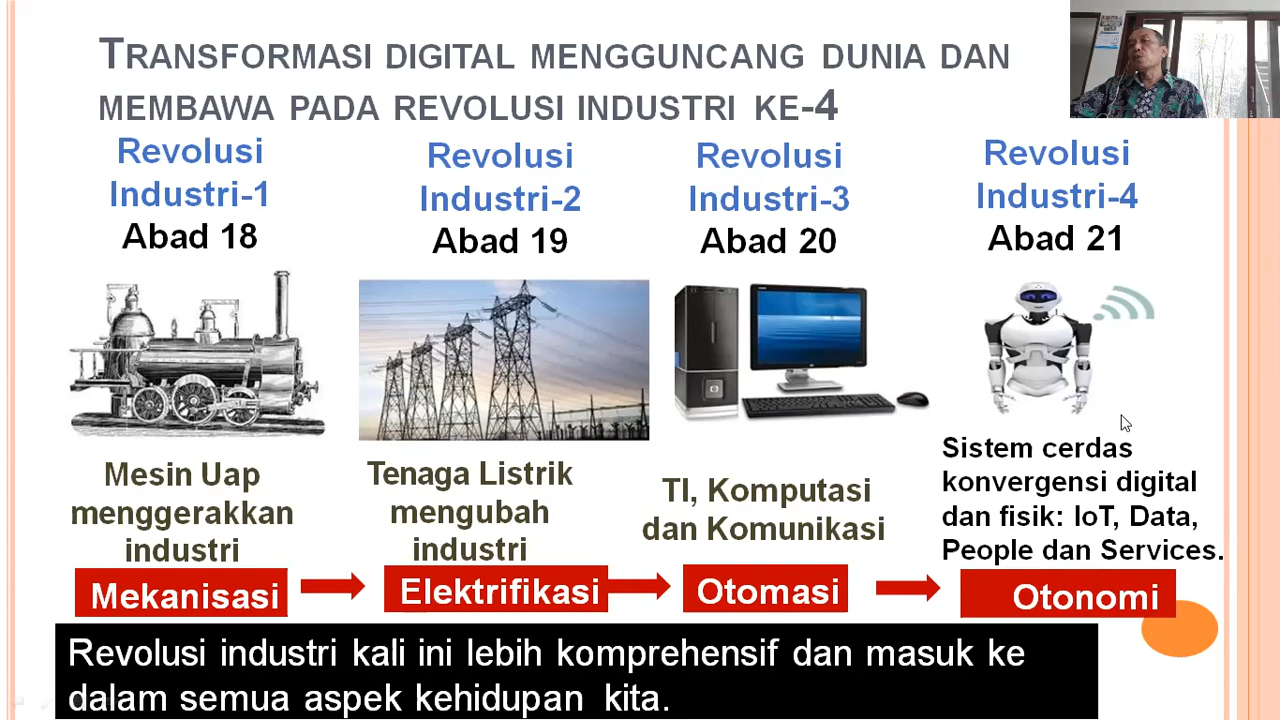 TRANSFORMASI DIGITAL MENGGUNCANG DUNIA DAN
MEMBAWA PADA REVOLUSI INDUSTRI KE-4
Revolusi
Industri-1
Abad 18
Revolusi
Industri-2
Abad 19
Revolusi
Industri-3
Abad 20
Revolusi
Industri-4
Abad 21
Mesin Uap
menggerakkan
industri
Tenaga Listrik
mengubah
industri
TI, Komputasi
dan Komunikasi
Sistem cerdas
konvergensi digital
dan fisik: IoT, Data,
People dan Services.
Mekanisasi
Elektrifikasi
Otomasi
Otonomi
Revolusi industri kali ini lebih komprehensif dan masuk ke
dalam semua aspek kehidupan kita.